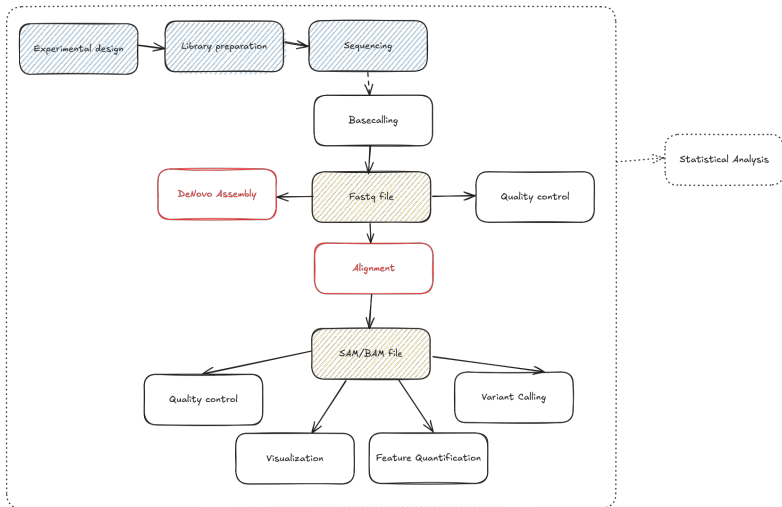 Experimental design
Library preparation
Sequencing
Basecalling
Statistical Analysis
DeNovo Assembly
Fastq file
Quality control
Alignment
SAM/BAM file
Quality control
Variant Calling
Visualization
Feature Quantification